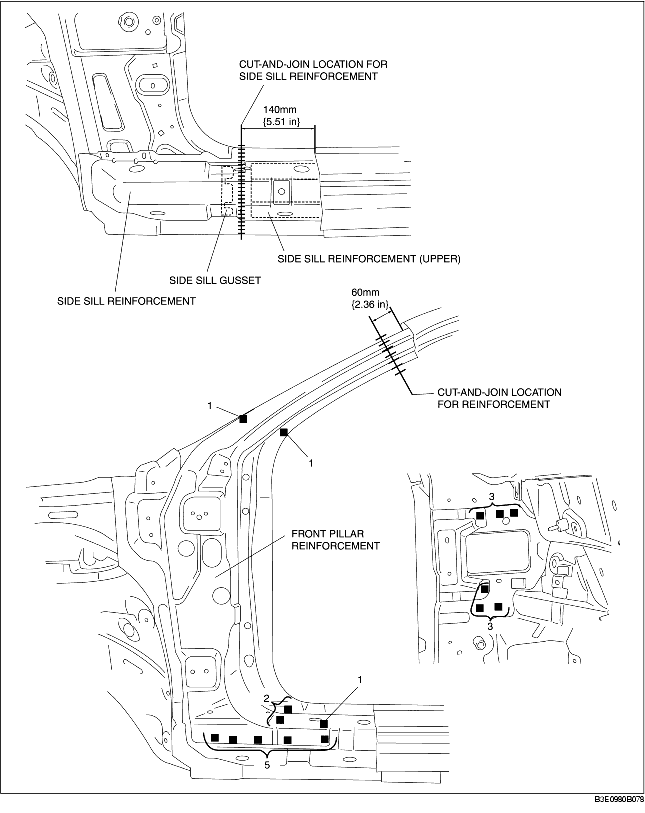 CUT-AND-JOIN LOCATION FOR
SIDE SILL REINFORCEMENT
140mm
{5.51 in}
SIDE SILL REINFORCEMENT (UPPER)
SIDE SILL GUSSET
SIDE SILL REINFORCEMENT
60mm
{2.36 in}
CUT-AND-JOIN LOCATION
FOR REINFORCEMENT
1
1
3
FRONT PILLAR
REINFORCEMENT
3
1
2
5
B3E0980B078